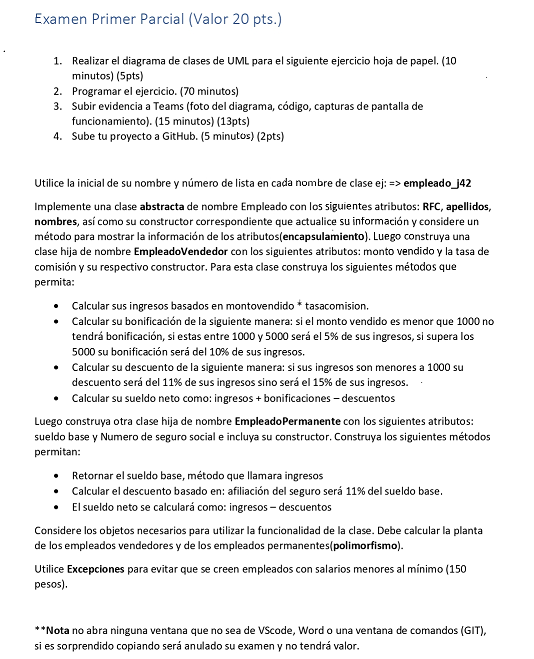 Examen Primer Parcial (Valor 20 pts.)
1. Realizar el diagrama de clases de UML para el siguiente ejercicio hoja de papel. (10
minutos) (5pts)
2. Programar el ejercicio. (70 minutos)
3. Subir evidencia a Teams (foto del diagrama, código, capturas de pantalla de
funcionamiento). (15 minutos) (13pts)
4. Sube tu proyecto a GitHub. (5 minutos) (2pts)
Utilice la inicial de su nombre y número de lista en cada nombre de clase ej: => empleado_j42
Implemente una clase abstracta de nombre Empleado con los siguientes atributos: RFC, apellidos,
nombres, así como su constructor correspondiente que actualice su información y considere un
método para mostrar la información de los atributos(encapsulamiento). Luego construya una
clase hija de nombre EmpleadoVendedor con los siguientes atributos: monto vendido y la tasa de
comisión y su respectivo constructor. Para esta clase construya los siguientes métodos que
permita:
• Calcular sus ingresos basados en montovendido * tasacomision.
• Calcular su bonificación de la siguiente manera: si el monto vendido es menor que 1000 no
tendrá bonificación, si estas entre 1000 y 5000 será el 5% de sus ingresos, si supera los
5000 su bonificación será del 10% de sus ingresos.
• Calcular su descuento de la siguiente manera: si sus ingresos son menores a 1000 su
descuento será del 11% de sus ingresos sino será el 15% de sus ingresos.
• Calcular su sueldo neto como: ingresos + bonificaciones – descuentos
Luego construya otra clase hija de nombre EmpleadoPermanente con los siguientes atributos:
sueldo base y Numero de seguro social e incluya su constructor. Construya los siguientes métodos
permitan:
• Retornar el sueldo base, método que llamara ingresos
• Calcular el descuento basado en: afiliación del seguro será 11% del sueldo base.
• El sueldo neto se calculará como: ingresos – descuentos
Considere los objetos necesarios para utilizar la funcionalidad de la clase. Debe calcular la planta
de los empleados vendedores y de los empleados permanentes(polimorfismo).
Utilice Excepciones para evitar que se creen empleados con salarios menores al mínimo (150
pesos).
**Nota no abra ninguna ventana que no sea de VScode, Word o una ventana de comandos (GIT),
si es sorprendido copiando será anulado su examen y no tendrá valor.